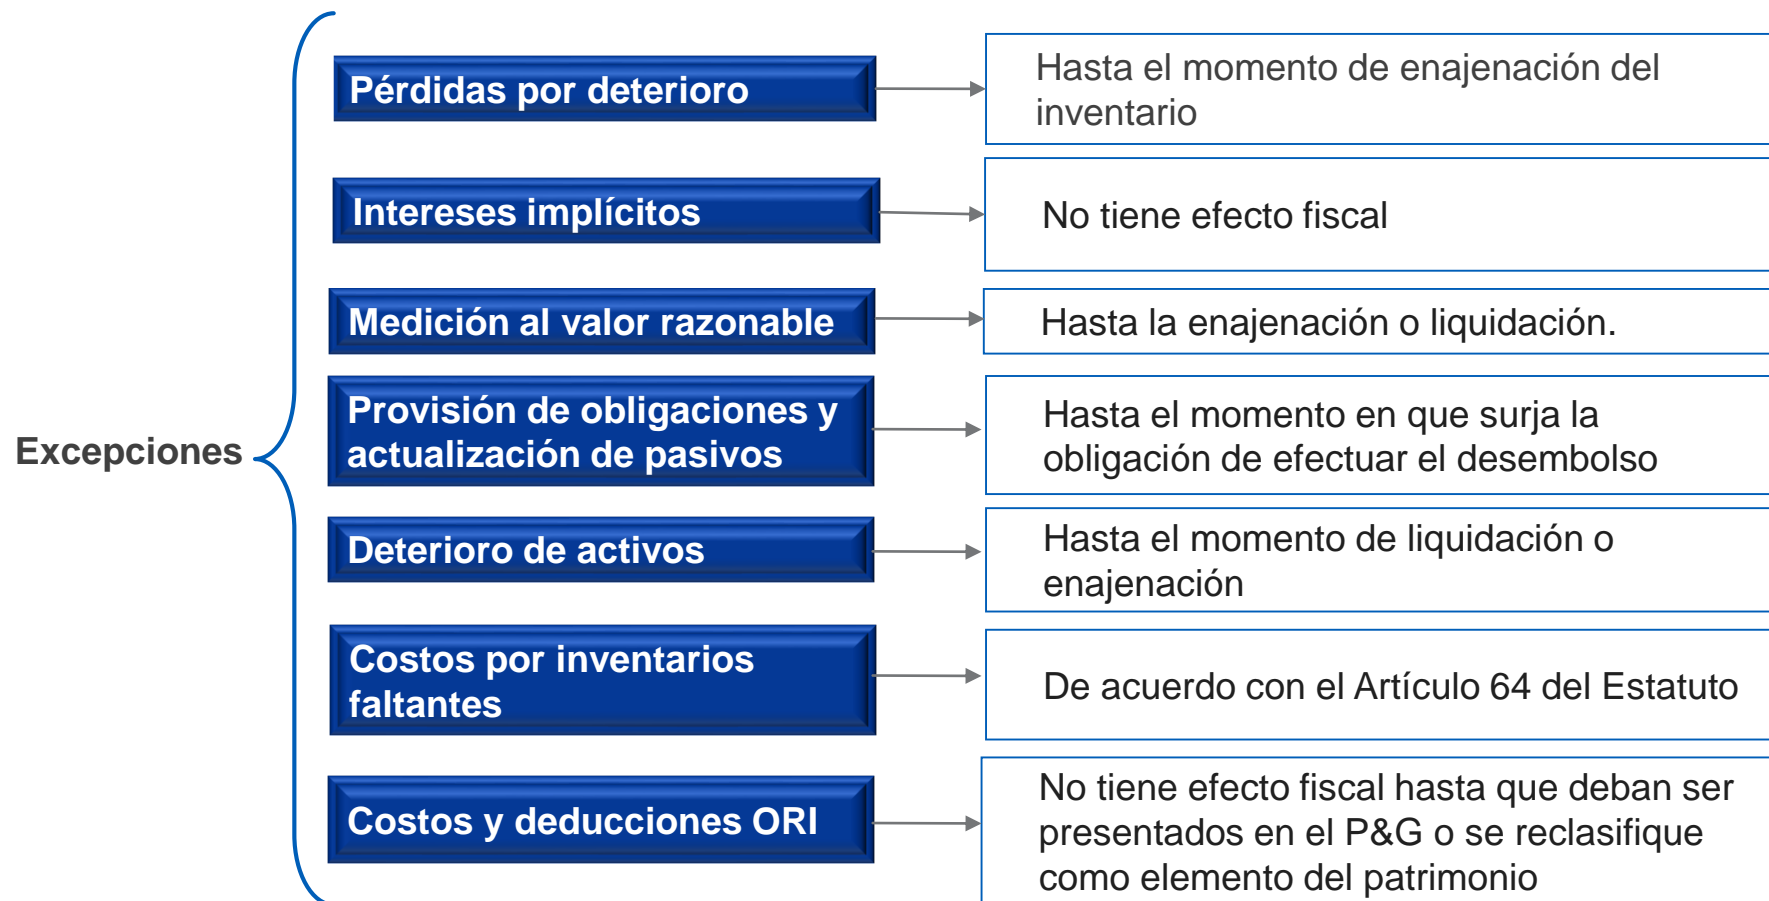 Pérdidas por deterioro
Hasta el momento de enajenación del
inventario
Intereses implícitos
No tiene efecto fiscal
Medición al valor razonable
Hasta la enajenación o liquidación.
Excepciones
Provisión de obligaciones y
actualización de pasivos
Hasta el momento en que surja la
obligación de efectuar el desembolso
Deterioro de activos
Hasta el momento de liquidación o
enajenación
Costos por inventarios
faltantes
De acuerdo con el Artículo 64 del Estatuto
Costos y deducciones ORI
No tiene efecto fiscal hasta que deban ser
presentados en el P&G o se reclasifique
como elemento del patrimonio